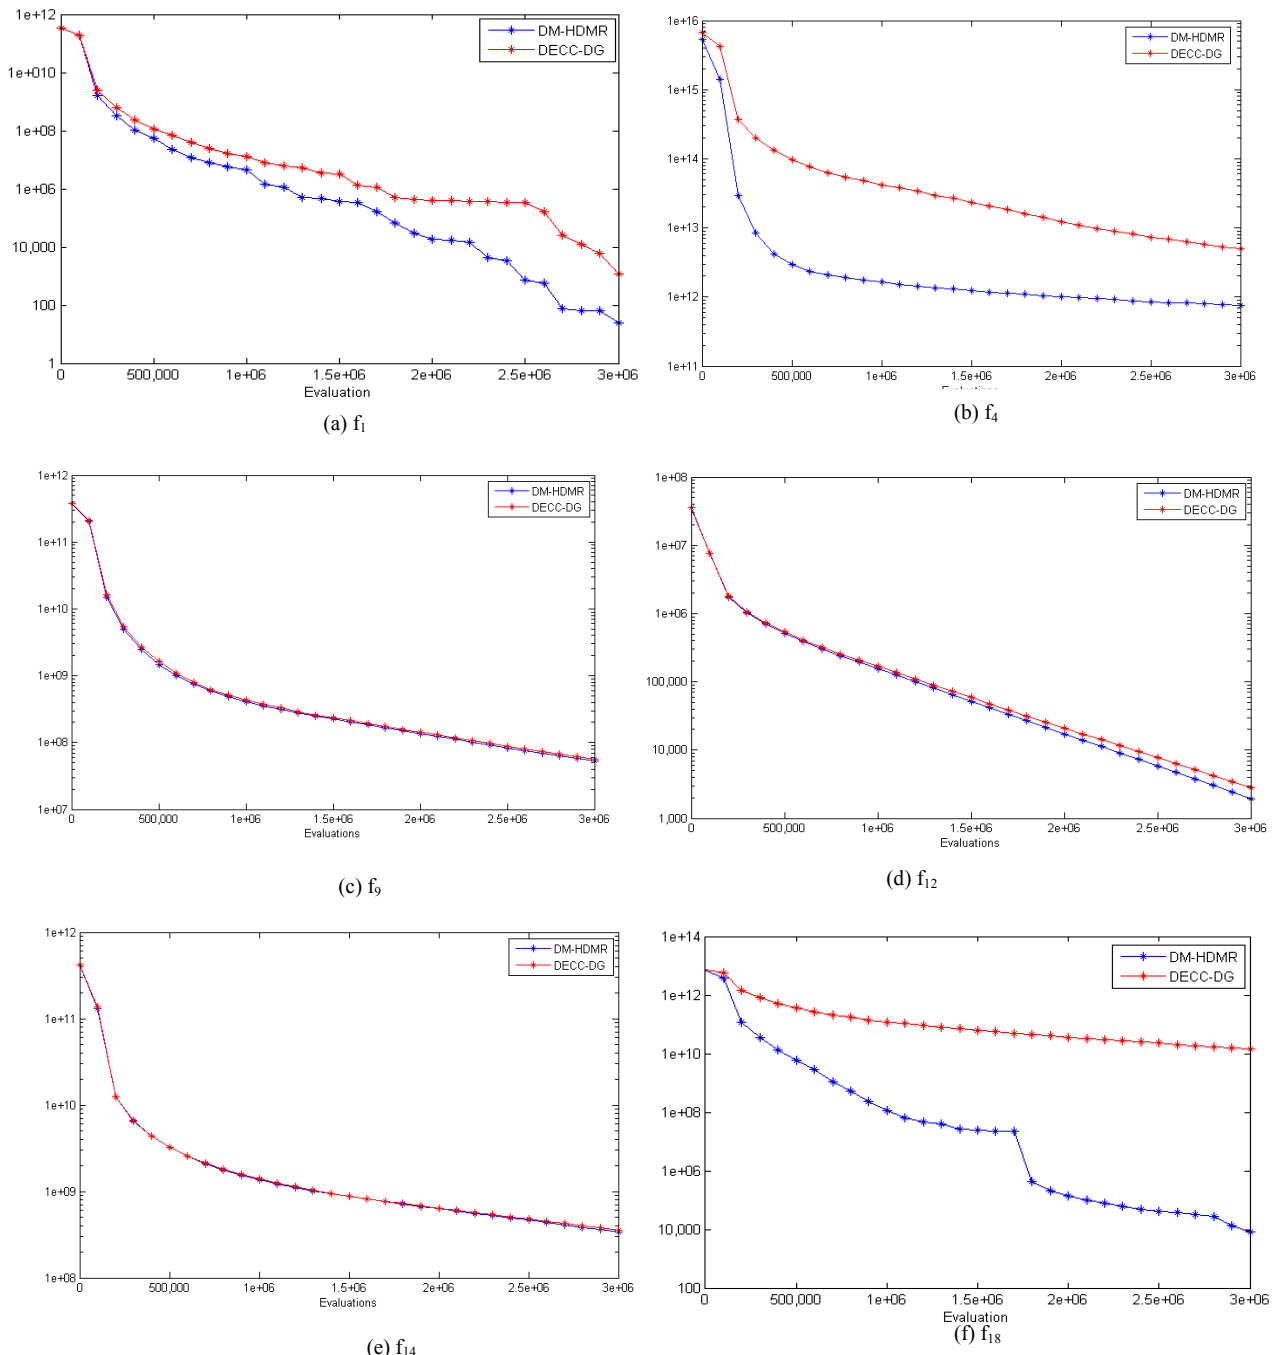 1e+12
1e+010
1e+08
1e+06
10,000
100
1
DM-HDMR
DECC-DG
0
500,000
1e+06
1.5e+06
2e+06
2.5e+06
3e+06
Evaluation
(a) f1
1e+16
1e+15
1e+14
1e+13
1e+12
1e+11
DM-HDMR
DECC-DG
0
500,000
1e+06
1.5e+06
2e+06
2.5e+06
3e+06
(b) f4
1e+12
1e+11
1e+10
1e+09
1e+08
1e+07
DM-HDMR
DECC-DG
0
500,000
1e+06
1.5e+06
2e+06
2.5e+06
3e+06
Evaluations
(c) f9
1e+08
1e+07
1e+06
100,000
10,000
1,000
DM-HDMR
DECC-DG
0
500,000
1e+06
1.5e+06
2e+06
2.5e+06
3e+06
Evaluations
(d) f12
1e+12
1e+11
1e+10
1e+09
1e+08
DM-HDMR
DECC-DG
0
500,000
1e+06
1.5e+06
2e+06
2.5e+06
3e+06
Evaluations
(e) f14
1e+14
1e+12
1e+10
1e+08
1e+06
10,000
100
DM-HDMR
DECC-DG
0
500,000
1e+06
1.5e+06
2e+06
2.5e+06
3e+06
Evaluation
(f) f18